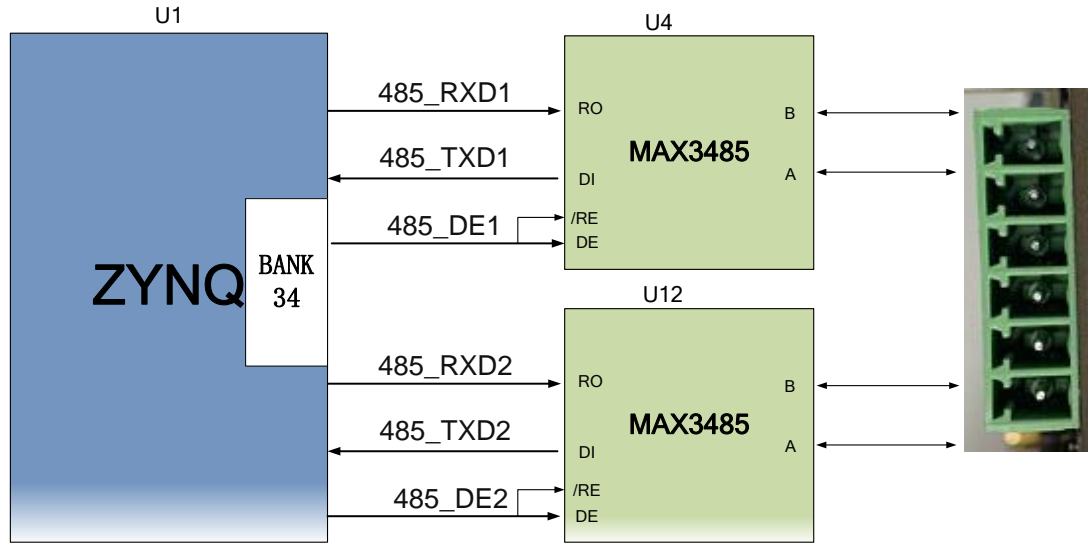 U1
ZYNQ
BANK
34
485_RXD1
485_TXD1
485_DE1
485_RXD2
485_TXD2
485_DE2
U4
RO
DI
/RE
DE
MAX3485
B
A
U12
RO
DI
/RE
DE
MAX3485
B
A